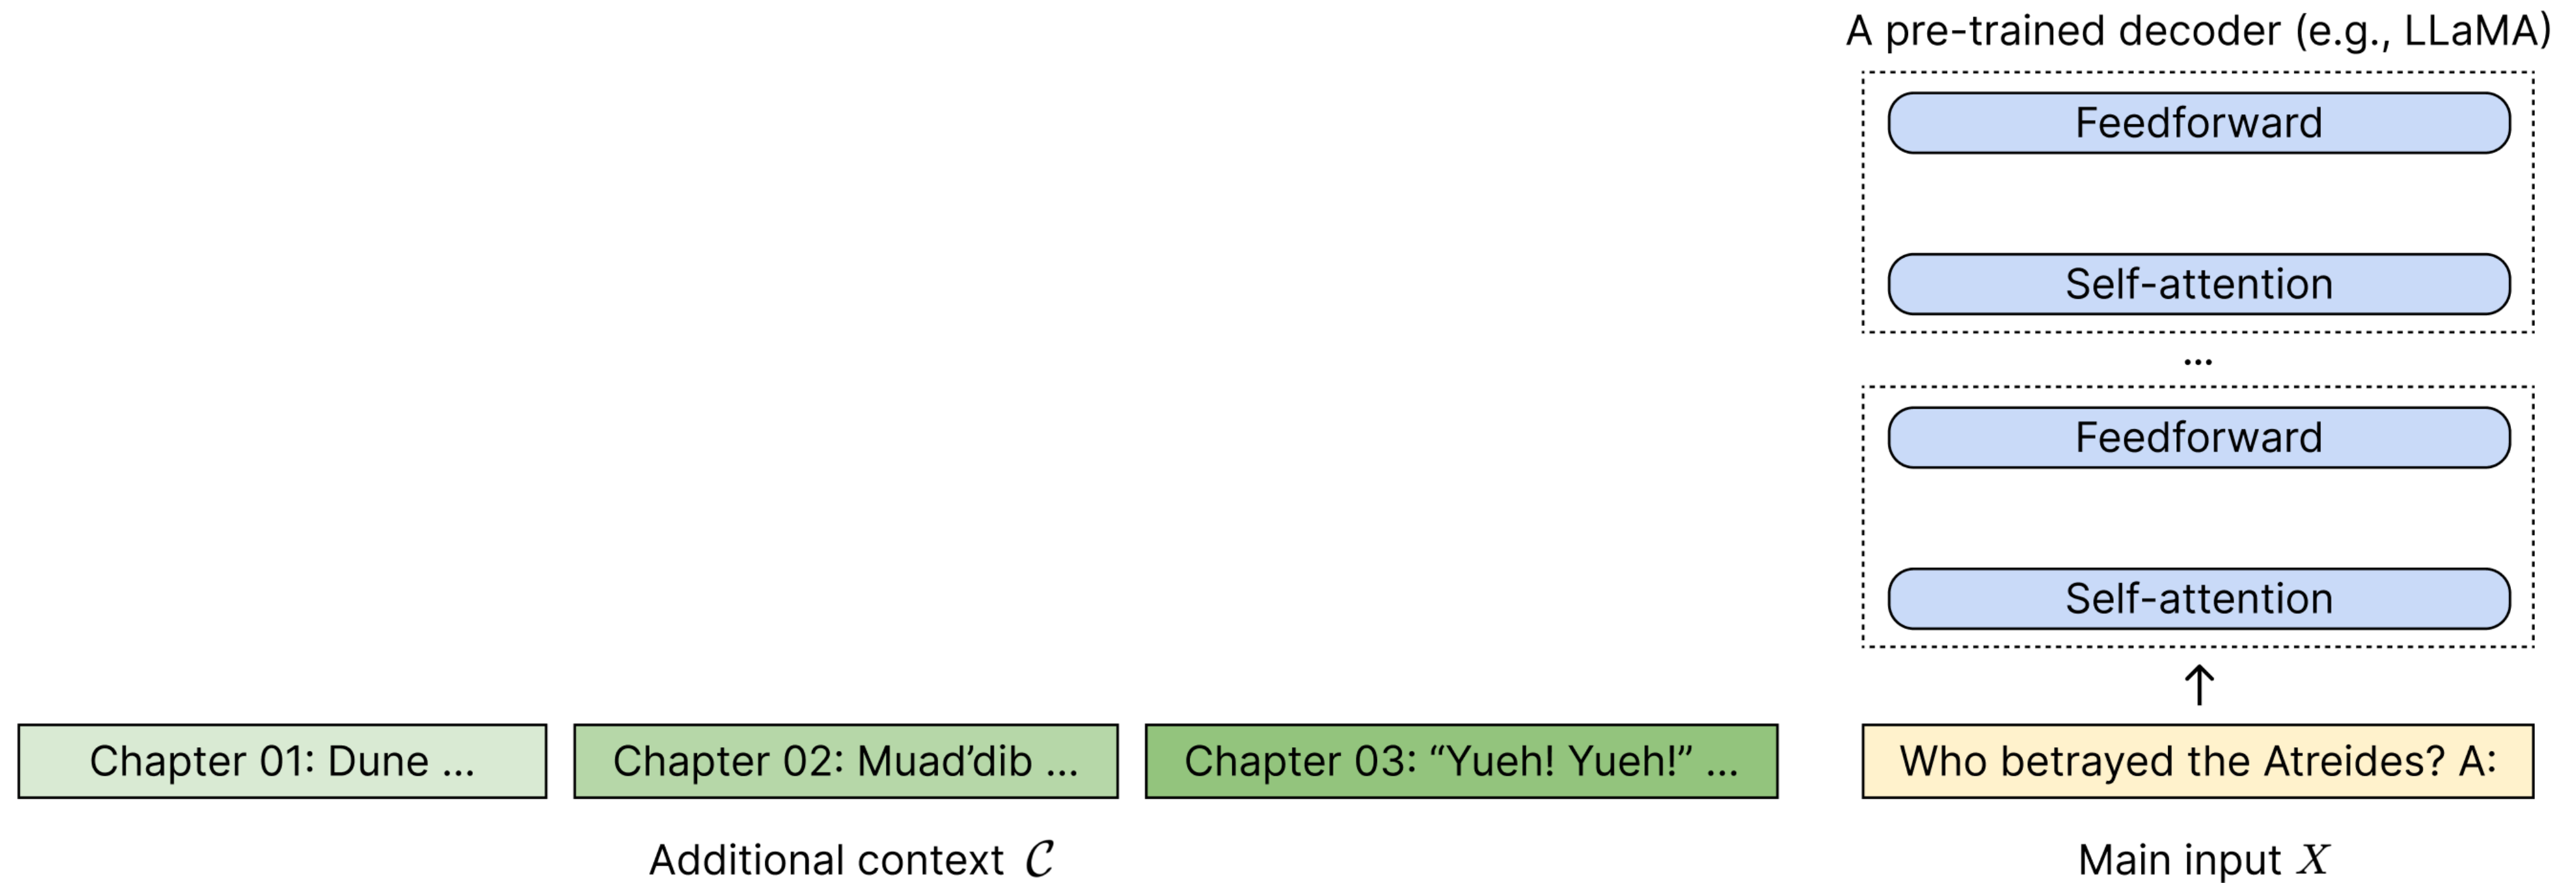 A pre-trained decoder (e.g., LLaMA)
Feedforward
Self-attention
...
Feedforward
Self-attention
Chapter 01: Dune ...
Chapter 02: Muad’dib ...
Chapter 03: “Yueh! Yueh!” ...
Who betrayed the Atreides? A:
Additional context 𝒞
Main input X